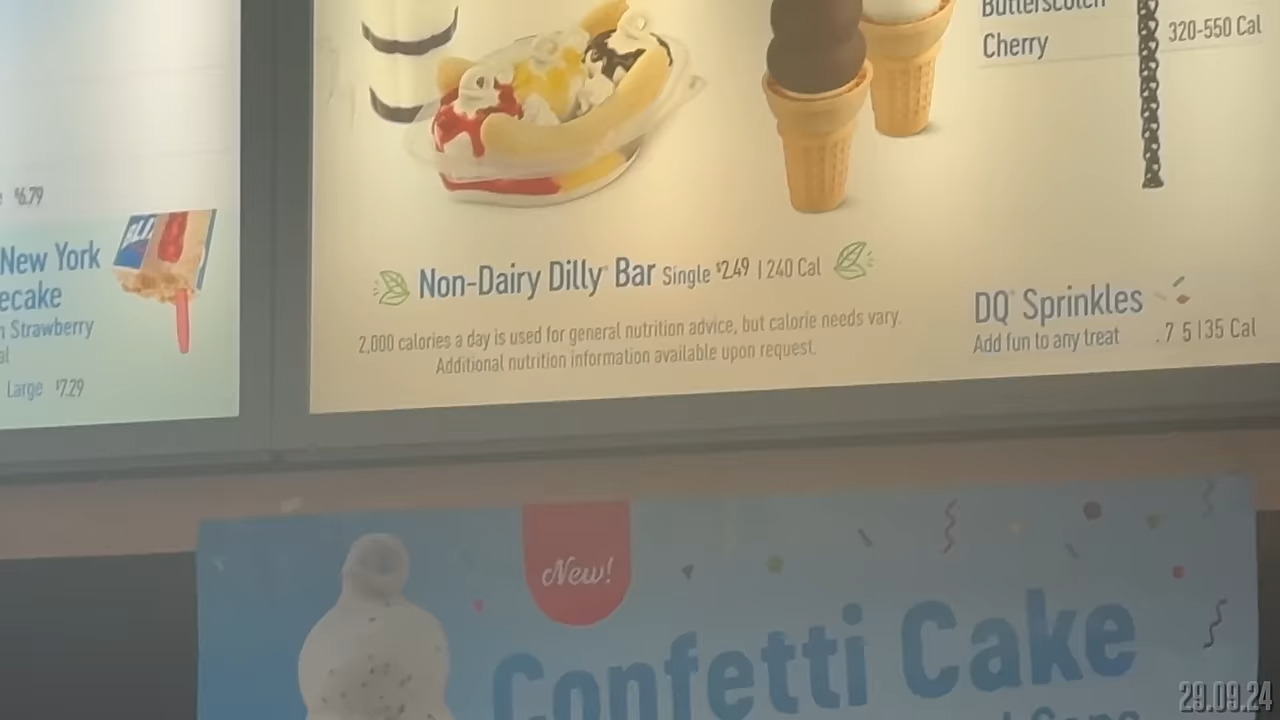 $6.79
New York
ecake
Strawberry
al
Large $7.29
BLI
Butterscotch
Cherry
320-550 Cal
Non-Dairy Dilly® Bar Single $2.49 | 240 Cal
2,000 calories a day is used for general nutrition advice, but calorie needs vary.
Additional nutrition information available upon request.
DQ® Sprinkles
Add fun to any treat .75 | 35 Cal
New!
Confetti Cake
29.09.24